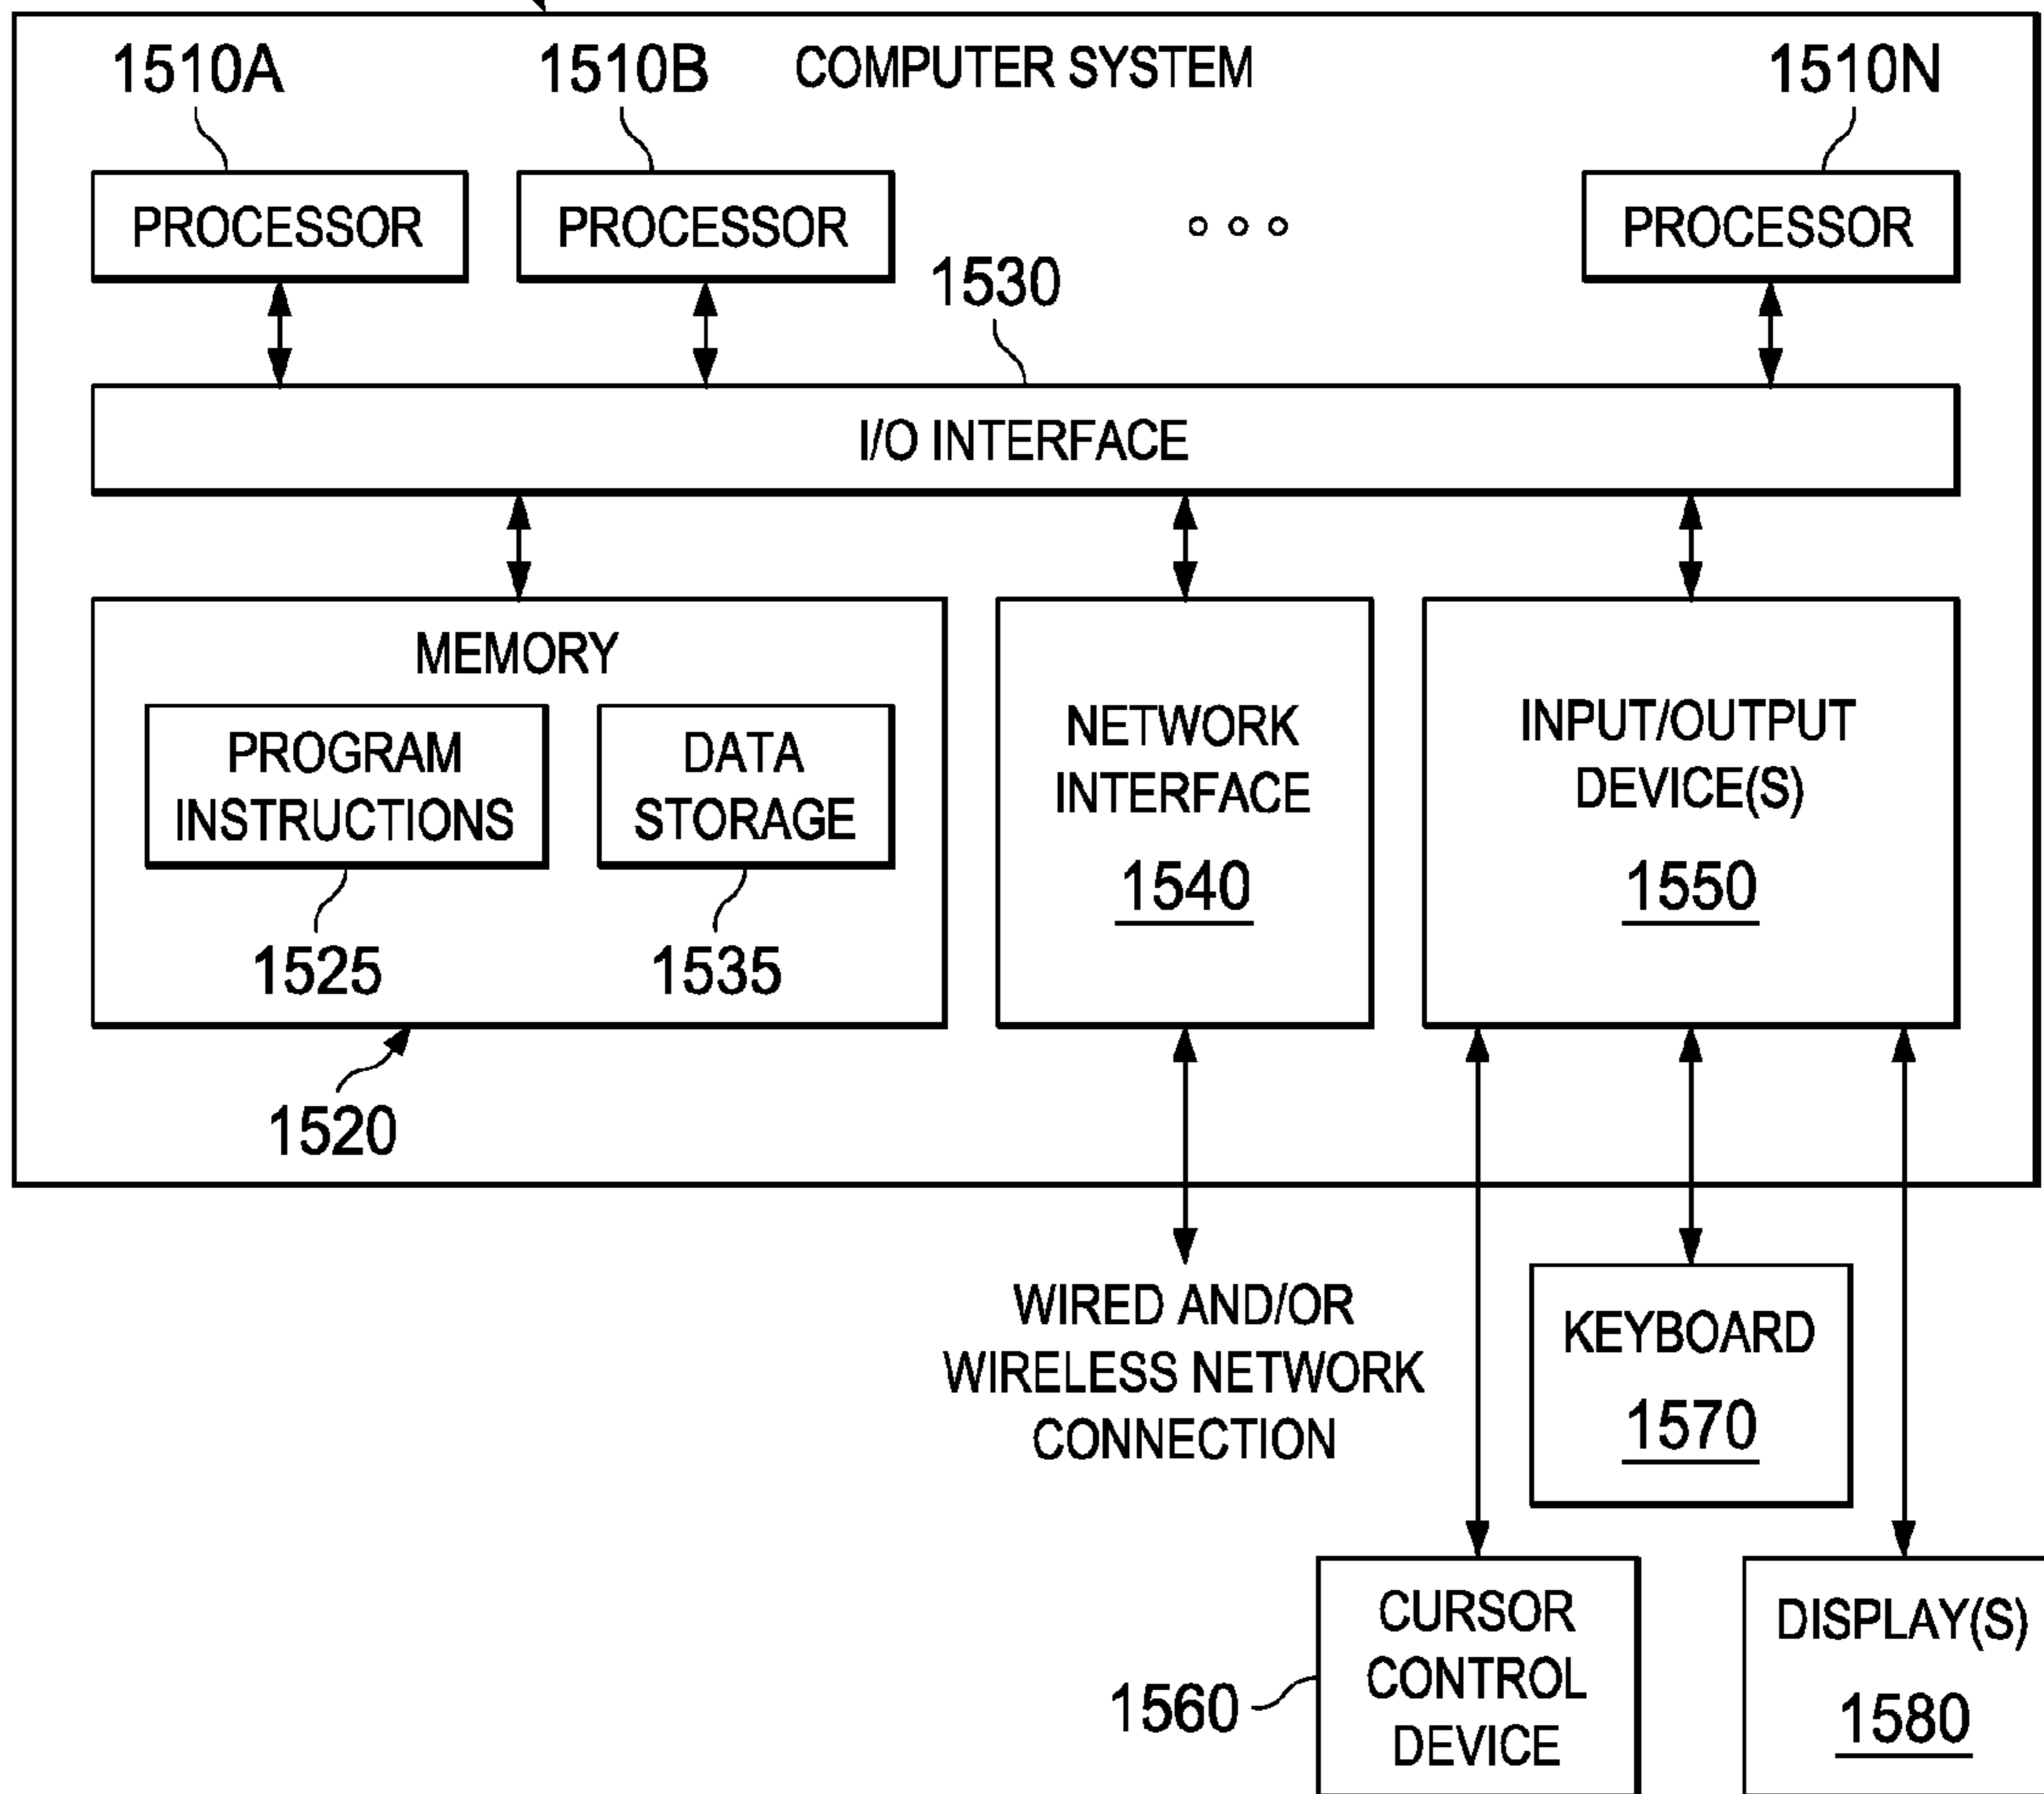 COMPUTER SYSTEM
1510A
1510B
1510N
PROCESSOR
PROCESSOR
PROCESSOR
1530
I/O INTERFACE
MEMORY
PROGRAM
INSTRUCTIONS
1525
DATA
STORAGE
1535
1520
NETWORK
INTERFACE
1540
INPUT/OUTPUT
DEVICE(S)
1550
WIRED AND/OR
WIRELESS NETWORK
CONNECTION
KEYBOARD
1570
1560
CURSOR
CONTROL
DEVICE
DISPLAY(S)
1580